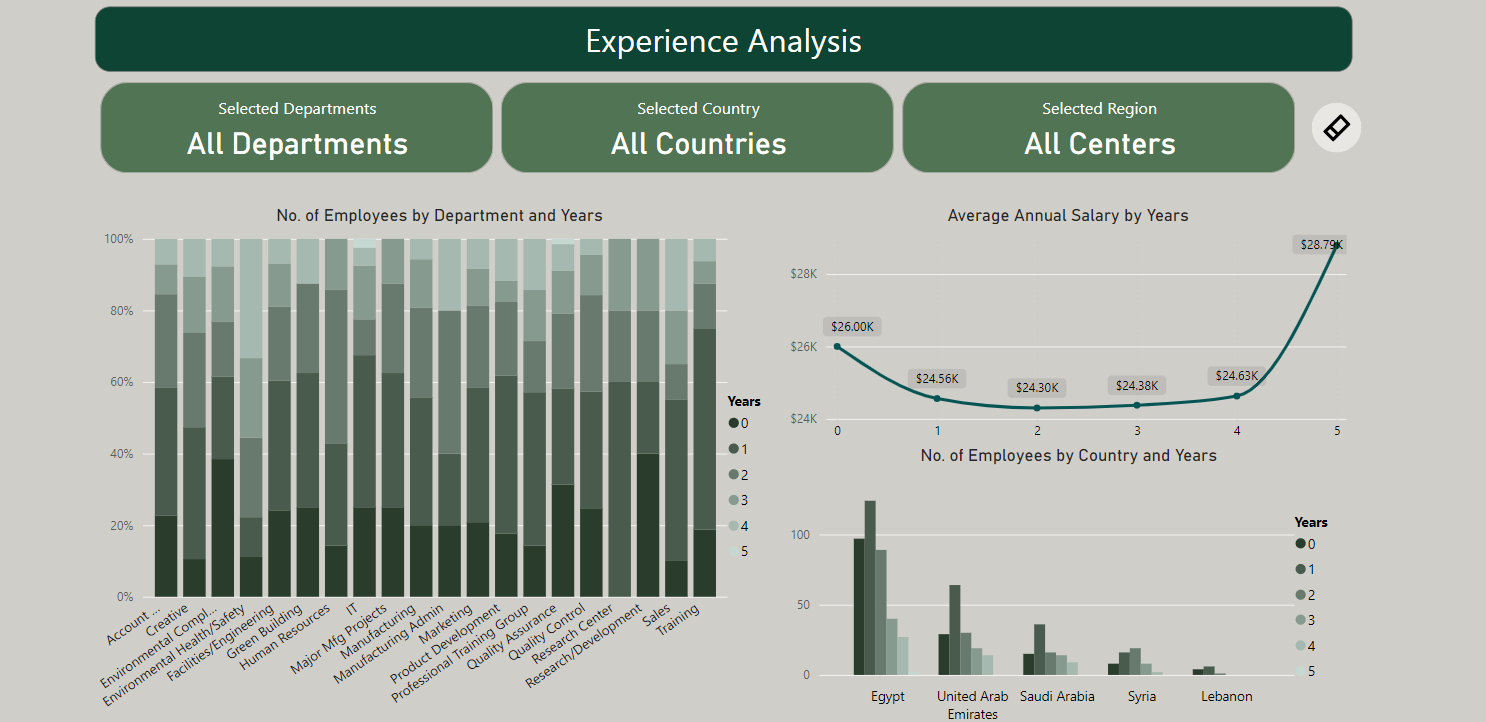 Experience Analysis
Selected Departments
All Departments
Selected Country
All Countries
Selected Region
All Centers
No. of Employees by Department and Years
100%
80%
60%
40%
20%
0%
Account ...
Creative
Environmental Compl...
Environmental Health/Safety
Facilities/Engineering
Green Building
Human Resources
IT
Major Mfg Projects
Manufacturing
Manufacturing Admin
Marketing
Product Development
Professional Training Group
Quality Assurance
Quality Control
Research Center
Research/Development
Sales
Training
Years
0
1
2
3
4
5
Average Annual Salary by Years
$28K
$26K
$24K
$26.00K
$24.56K
$24.30K
$24.38K
$24.63K
$28.79K
0 1 2 3 4 5
No. of Employees by Country and Years
100
50
0
Egypt
United Arab
Emirates
Saudi Arabia
Syria
Lebanon
Years
0
1
2
3
4
5